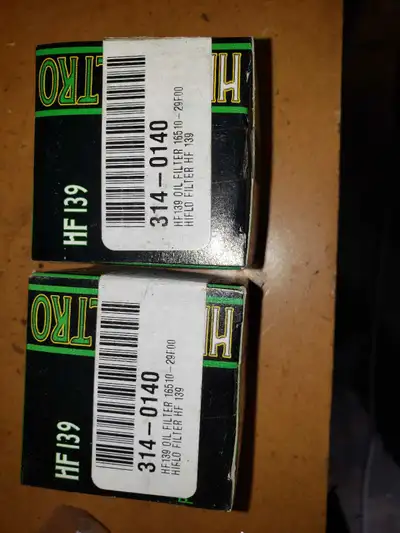 HF139
314-0140
HF139 OIL FILTER 16510-29F00
HIFLO FILTER HF 139
HF139
314-0140
HF139 OIL FILTER 16510-29F00
HIFLO FILTER HF 139